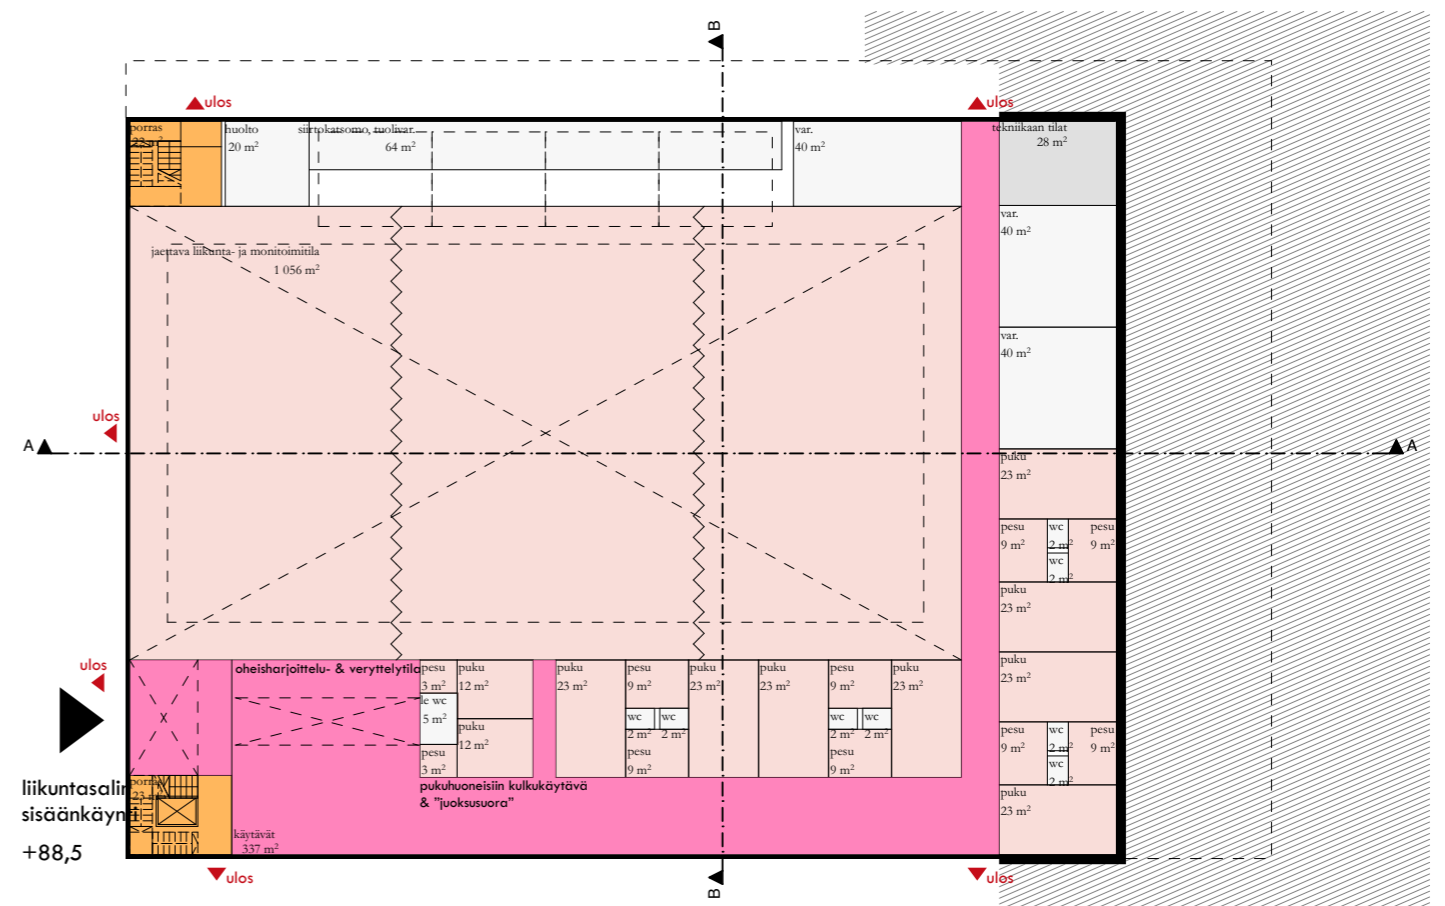 B
ulos
ulos
porras
23 m²
huolto
20 m²
siirtokatsomo, tuolivar.
64 m²
var.
40 m²
tekniikaan tilat
28 m²
jaettava liikunta- ja monitoimitila
1 056 m²
var.
40 m²
var.
40 m²
ulos
A
A
puku
23 m²
pesu
9 m²
wc
2 m²
pesu
9 m²
wc
2 m²
puku
23 m²
puku
23 m²
pesu
9 m²
wc
2 m²
pesu
9 m²
wc
2 m²
puku
23 m²
ulos
X
oheisharjoittelu- & veryttelytila
pesu
3 m²
puku
12 m²
le wc
5 m²
puku
12 m²
pesu
3 m²
puku
23 m²
pesu
9 m²
wc
2 m²
wc
2 m²
pesu
9 m²
puku
23 m²
puku
23 m²
pesu
9 m²
wc
2 m²
wc
2 m²
pesu
9 m²
puku
23 m²
pukuhuoneisiin kulkukäytävä
& ”juoksusuora”
liikuntasalin
sisäänkäynti
+88,5
porras
23 m²
käytävät
337 m²
ulos
ulos
B